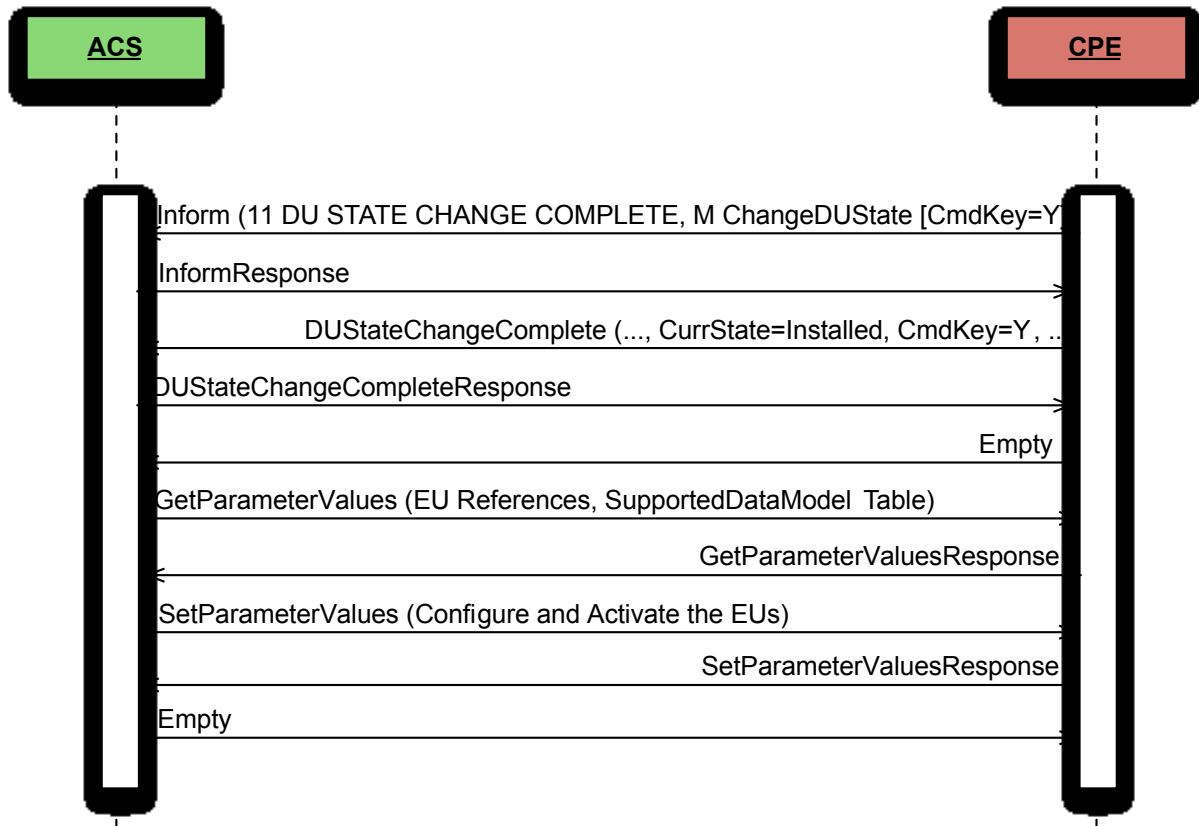 ACS
CPE
Inform (11 DU STATE CHANGE COMPLETE, M ChangeDUState [CmdKey=Y]
InformResponse
DUStateChangeComplete (..., CurrState=Installed, CmdKey=Y, ..
DUStateChangeCompleteResponse
Empty
GetParameterValues (EU References, SupportedDataModel Table)
GetParameterValuesResponse
SetParameterValues (Configure and Activate the EUs)
SetParameterValuesResponse
Empty